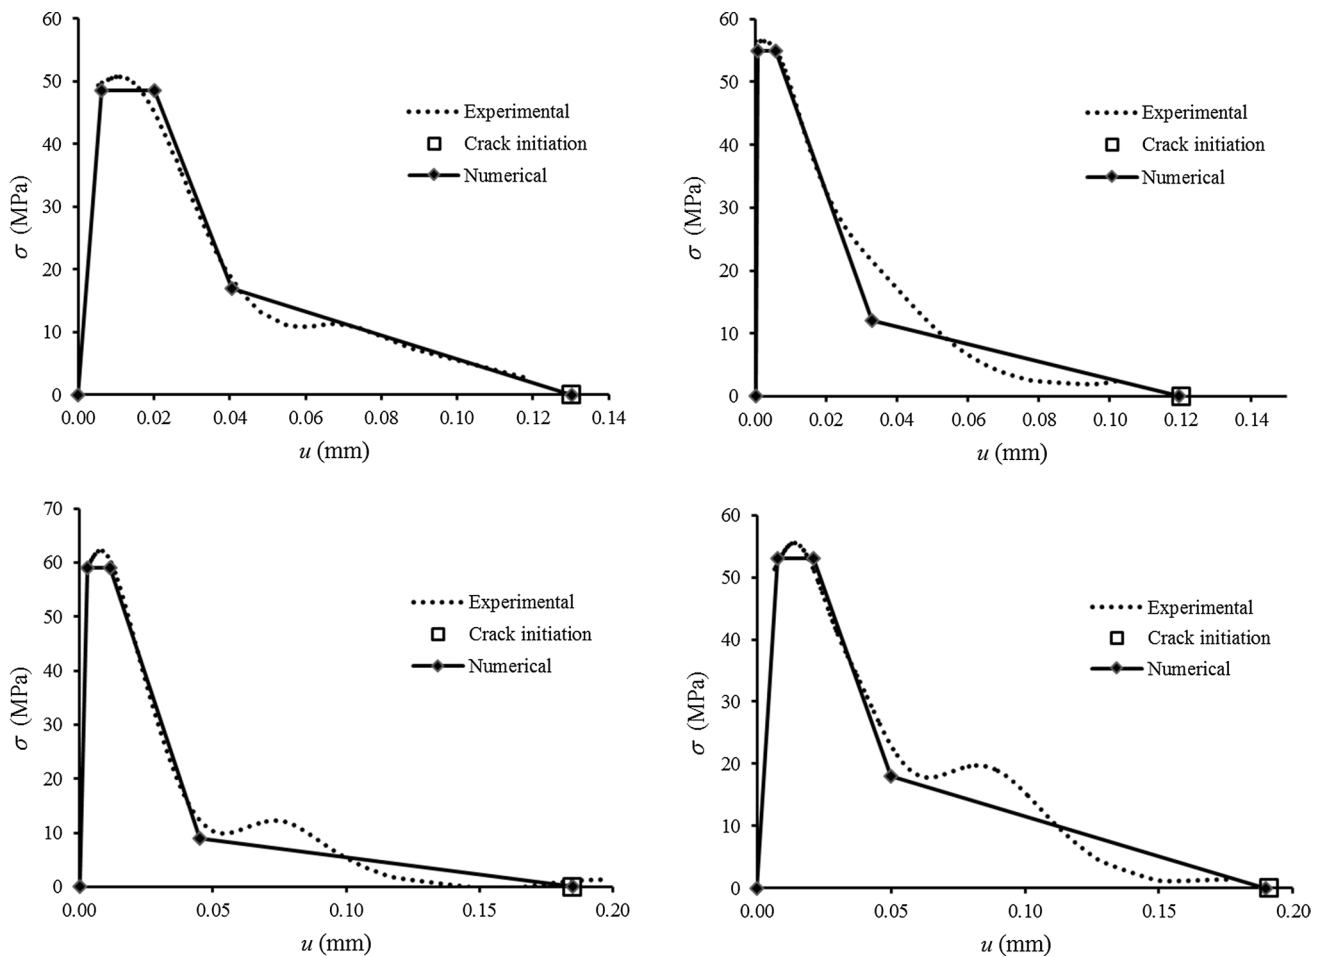 60
50
40
30
20
10
0
σ (MPa)
Experimental
Crack initiation
Numerical
0.00 0.02 0.04 0.06 0.08 0.10 0.12 0.14
u (mm)
60
50
40
30
20
10
0
σ (MPa)
Experimental
Crack initiation
Numerical
0.00 0.02 0.04 0.06 0.08 0.10 0.12 0.14
u (mm)
70
60
50
40
30
20
10
0
σ (MPa)
Experimental
Crack initiation
Numerical
0.00 0.05 0.10 0.15 0.20
u (mm)
60
50
40
30
20
10
0
σ (MPa)
Experimental
Crack initiation
Numerical
0.00 0.05 0.10 0.15 0.20
u (mm)